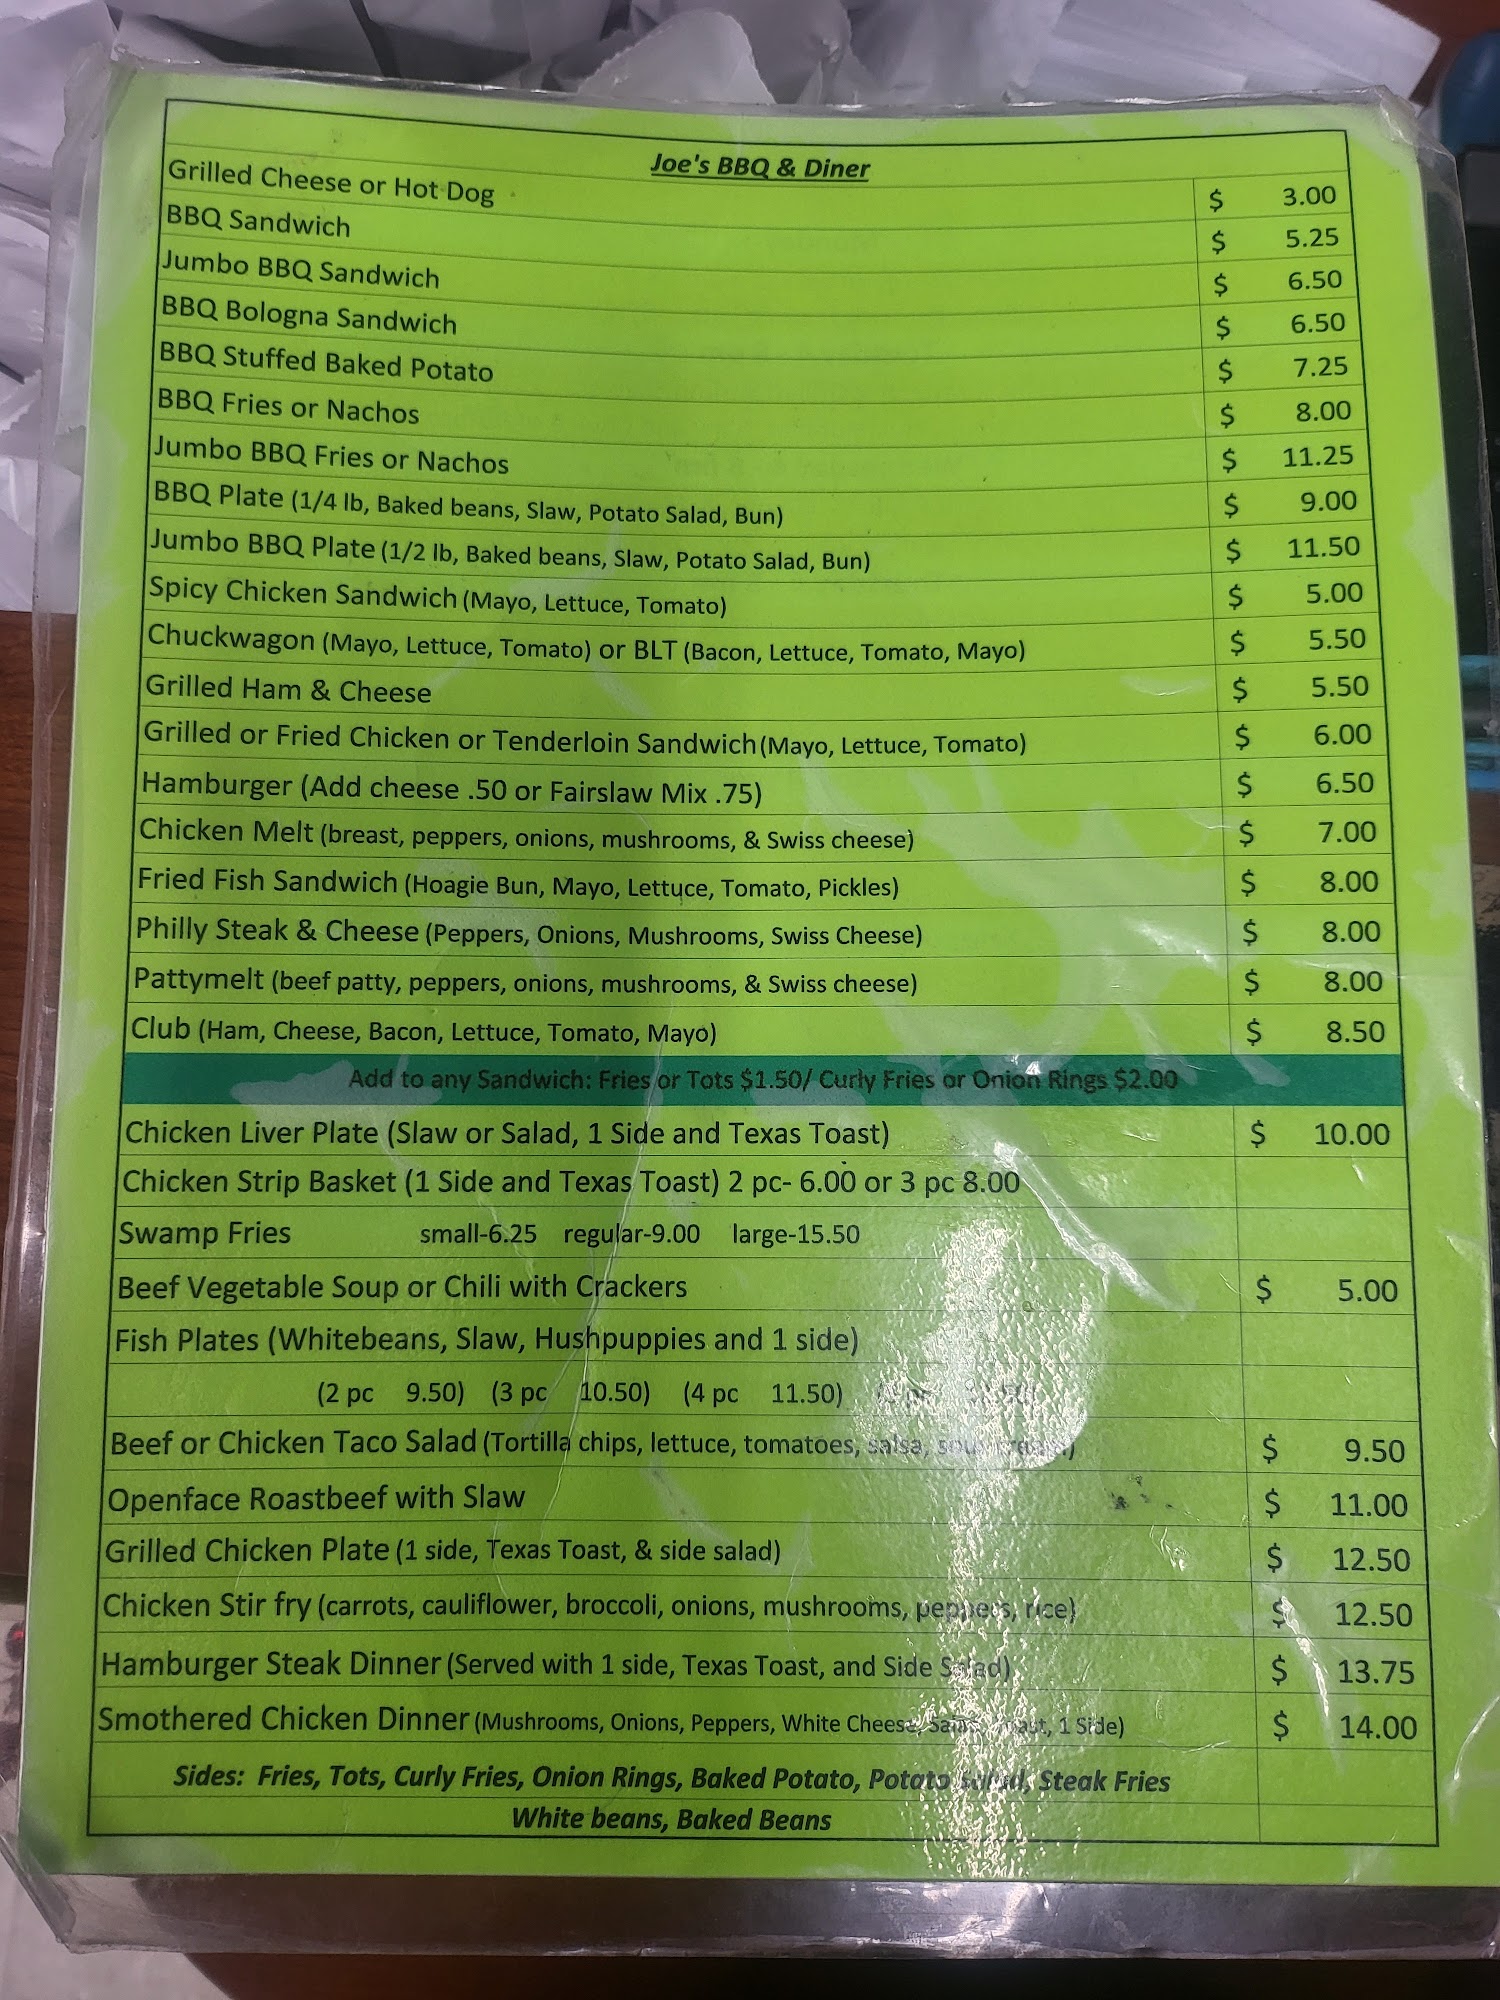 Joe's BBQ & Diner
Grilled Cheese or Hot Dog $ 3.00
BBQ Sandwich $ 5.25
Jumbo BBQ Sandwich $ 6.50
BBQ Bologna Sandwich $ 6.50
BBQ Stuffed Baked Potato $ 7.25
BBQ Fries or Nachos $ 8.00
Jumbo BBQ Fries or Nachos $ 11.25
BBQ Plate (1/4 lb, Baked beans, Slaw, Potato Salad, Bun) $ 9.00
Jumbo BBQ Plate (1/2 lb, Baked beans, Slaw, Potato Salad, Bun) $ 11.50
Spicy Chicken Sandwich (Mayo, Lettuce, Tomato) $ 5.00
Chuckwagon (Mayo, Lettuce, Tomato) or BLT (Bacon, Lettuce, Tomato, Mayo) $ 5.50
Grilled Ham & Cheese $ 5.50
Grilled or Fried Chicken or Tenderloin Sandwich (Mayo, Lettuce, Tomato) $ 6.00
Hamburger (Add cheese .50 or Fairslaw Mix .75) $ 6.50
Chicken Melt (breast, peppers, onions, mushrooms, & Swiss cheese) $ 7.00
Fried Fish Sandwich (Hoagie Bun, Mayo, Lettuce, Tomato, Pickles) $ 8.00
Philly Steak & Cheese (Peppers, Onions, Mushrooms, Swiss Cheese) $ 8.00
Pattymelt (beef patty, peppers, onions, mushrooms, & Swiss cheese) $ 8.00
Club (Ham, Cheese, Bacon, Lettuce, Tomato, Mayo) $ 8.50
Add to any Sandwich: Fries or Tots $1.50/ Curly Fries or Onion Rings $2.00
Chicken Liver Plate (Slaw or Salad, 1 Side and Texas Toast) $ 10.00
Chicken Strip Basket (1 Side and Texas Toast) 2 pc- 6.00 or 3 pc 8.00
Swamp Fries small-6.25 regular-9.00 large-15.50
Beef Vegetable Soup or Chili with Crackers $ 5.00
Fish Plates (Whitebeans, Slaw, Hushpuppies and 1 side)
(2 pc 9.50) (3 pc 10.50) (4 pc 11.50)
Beef or Chicken Taco Salad (Tortilla chips, lettuce, tomatoes, salsa, sour cream) $ 9.50
Openface Roastbeef with Slaw $ 11.00
Grilled Chicken Plate (1 side, Texas Toast, & side salad) $ 12.50
Chicken Stir fry (carrots, cauliflower, broccoli, onions, mushrooms, peppers, rice) $ 12.50
Hamburger Steak Dinner (Served with 1 side, Texas Toast, and Side Salad) $ 13.75
Smothered Chicken Dinner (Mushrooms, Onions, Peppers, White Cheese, Toast, 1 Side) $ 14.00
Sides: Fries, Tots, Curly Fries, Onion Rings, Baked Potato, Potato Salad, Steak Fries
White beans, Baked Beans